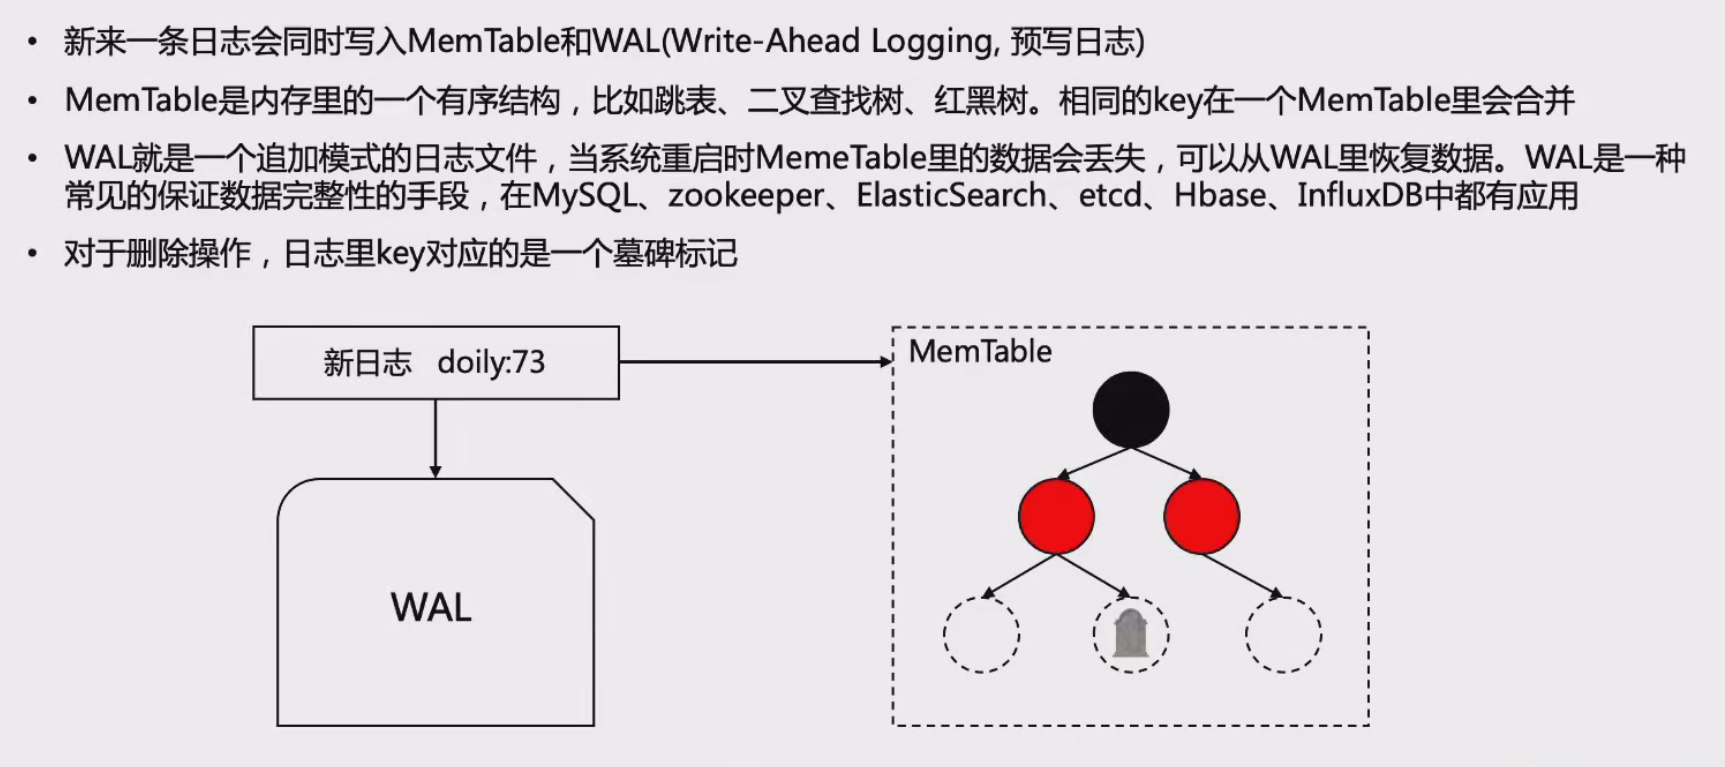 • 新来一条日志会同时写入MemTable和WAL(Write-Ahead Logging, 预写日志)
• MemTable是内存里的一个有序结构，比如跳表、二叉查找树、红黑树。相同的key在一个MemTable里会合并
• WAL就是一个追加模式的日志文件，当系统重启时MemeTable里的数据会丢失，可以从WAL里恢复数据。WAL是一种
常见的保证数据完整性的手段，在MySQL、zookeeper、ElasticSearch、etcd、Hbase、InfluxDB中都有应用
• 对于删除操作，日志里key对应的是一个墓碑标记
新日志 doily:73
MemTable
WAL